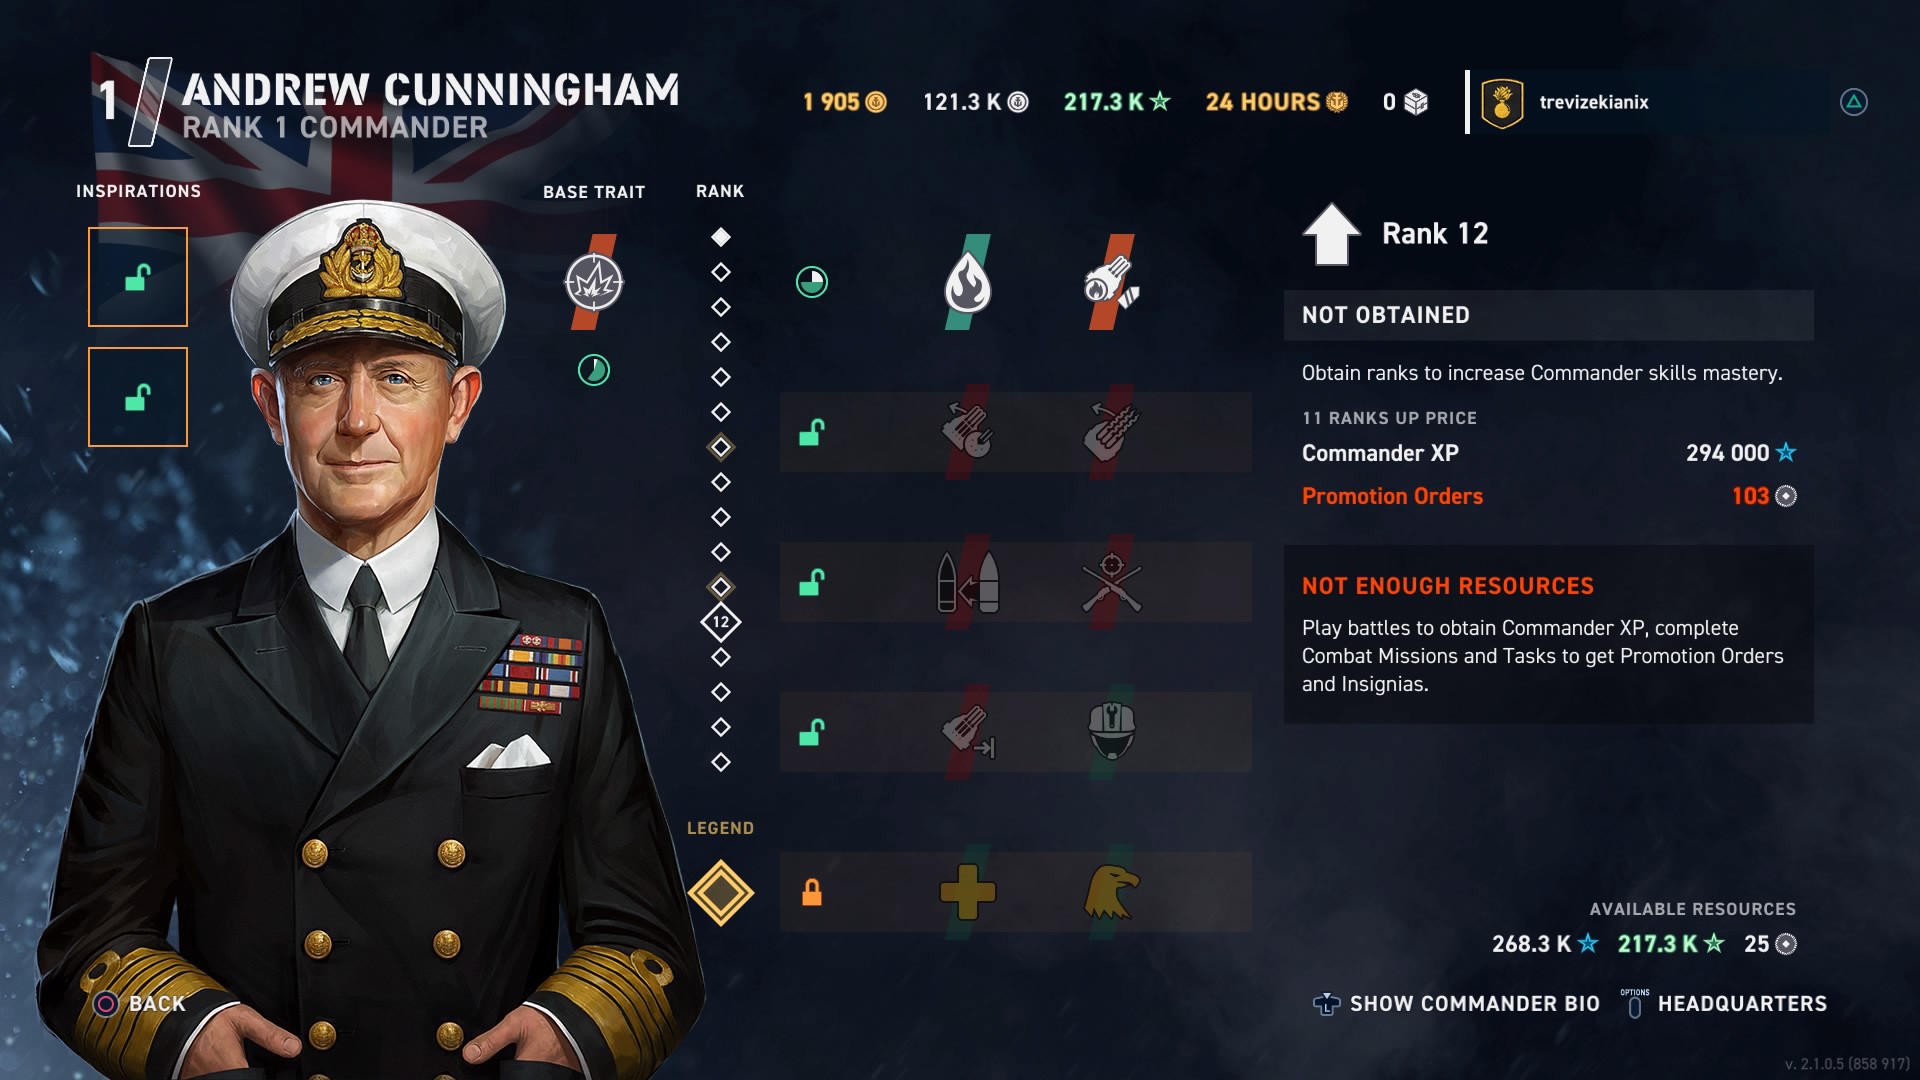 1
ANDREW CUNNINGHAM
RANK 1 COMMANDER
1 905
121.3 K
217.3 K
24 HOURS
0
trevizekianix
INSPIRATIONS
BASE TRAIT
RANK
12
LEGEND
Rank 12
NOT OBTAINED
Obtain ranks to increase Commander skills mastery.
11 RANKS UP PRICE
Commander XP 294 000
Promotion Orders 103
NOT ENOUGH RESOURCES
Play battles to obtain Commander XP, complete
Combat Missions and Tasks to get Promotion Orders
and Insignias.
AVAILABLE RESOURCES
268.3 K 217.3 K 25
BACK
L SHOW COMMANDER BIO
OPTIONS
HEADQUARTERS
v. 2.1.0.5 (858 917)